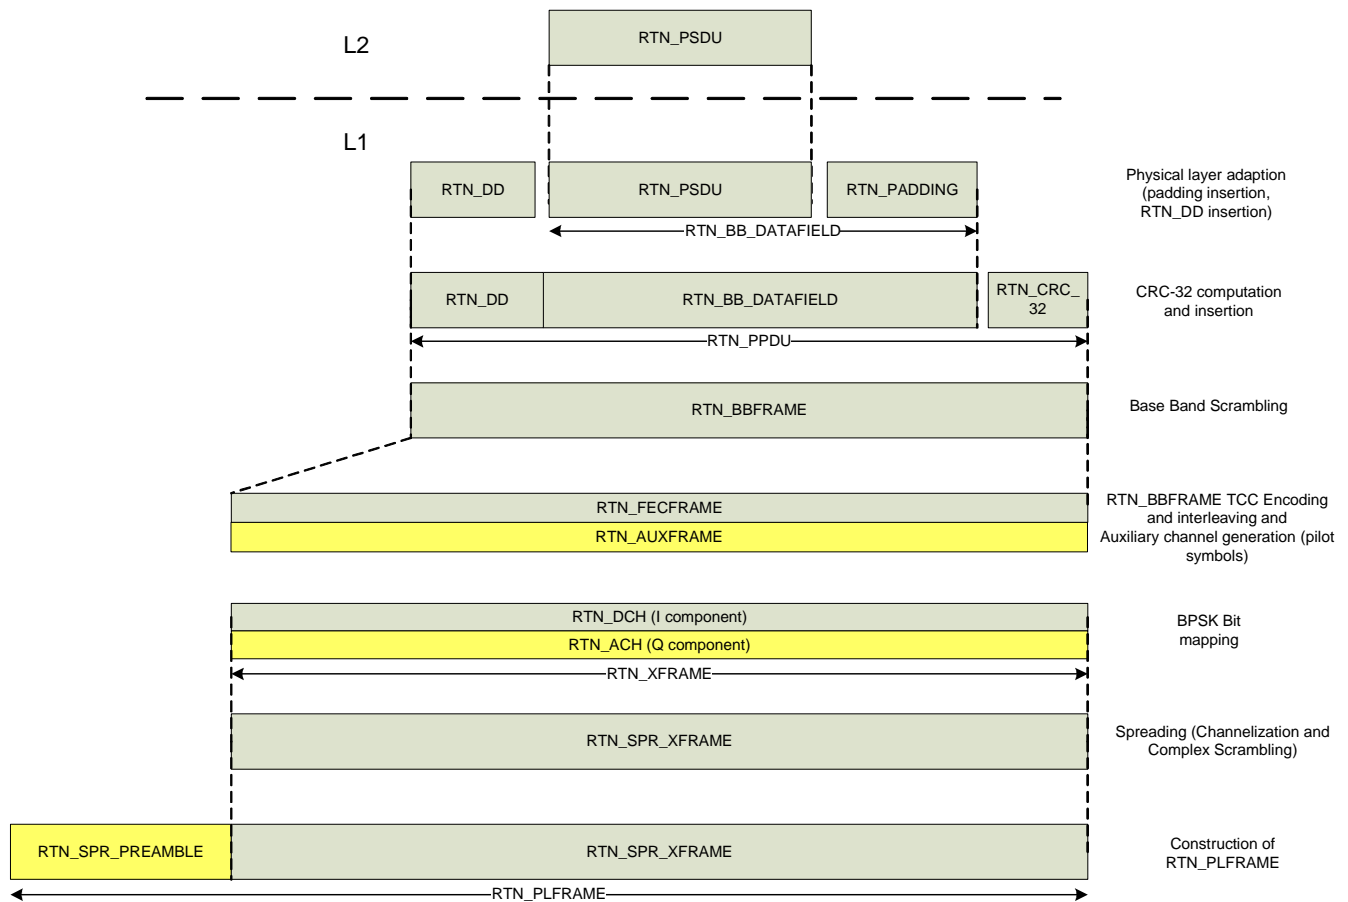 L2
RTN_PSDU
L1
RTN_DD
RTN_PSDU
RTN_PADDING
Physical layer adaption
(padding insertion,
RTN_DD insertion)
RTN_BB_DATAFIELD
RTN_DD
RTN_BB_DATAFIELD
RTN_CRC_
32
CRC-32 computation
and insertion
RTN_PPDU
RTN_BBFRAME
Base Band Scrambling
RTN_FECFRAME
RTN_AUXFRAME
RTN_BBFRAME TCC Encoding
and interleaving and
Auxiliary channel generation (pilot
symbols)
RTN_DCH (I component)
RTN_ACH (Q component)
BPSK Bit
mapping
RTN_XFRAME
RTN_SPR_XFRAME
Spreading (Channelization and
Complex Scrambling)
RTN_SPR_PREAMBLE
RTN_SPR_XFRAME
Construction of
RTN_PLFRAME
RTN_PLFRAME